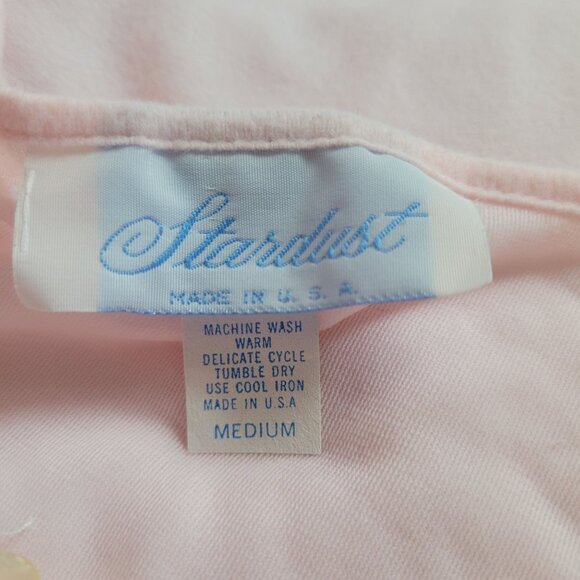 Stardust
MADE IN U. S. A.
MACHINE WASH
WARM
DELICATE CYCLE
TUMBLE DRY
USE COOL IRON
MADE IN U.S.A
MEDIUM